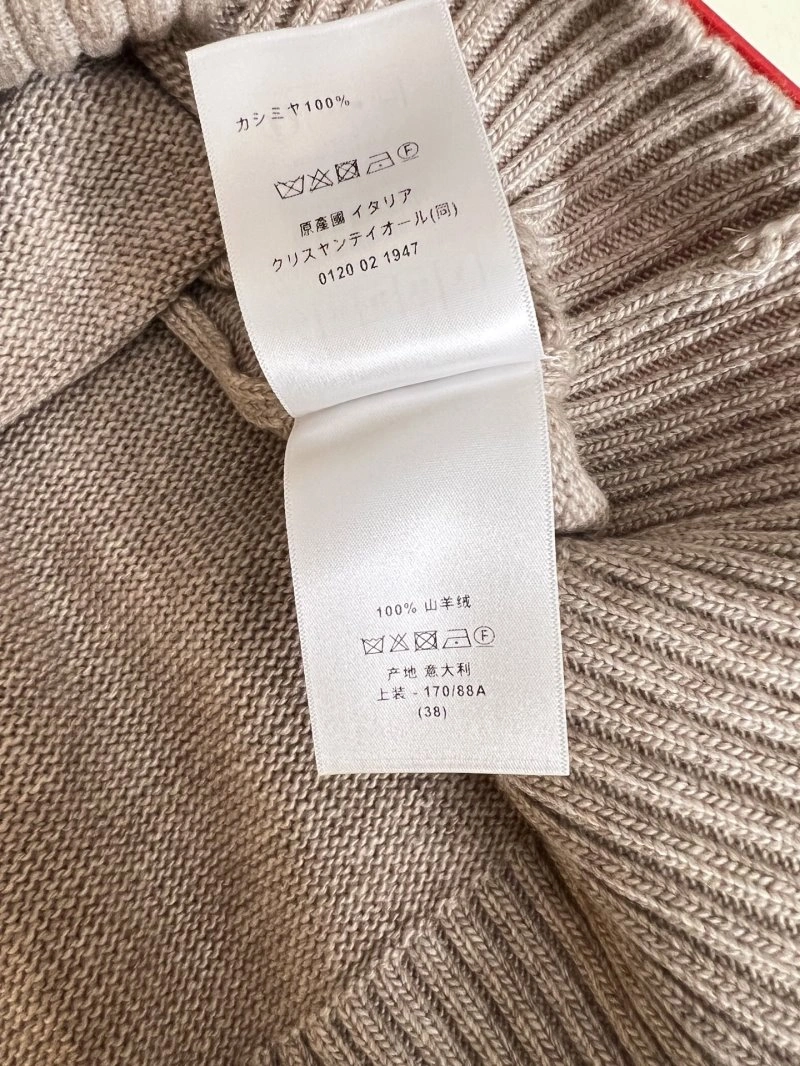 カシミヤ100%
F
原產國 イタリア
クリスヤンテイオール(同)
0120 02 1947
100% 山羊绒
F
产地 意大利
上装 - 170/88A
(38)